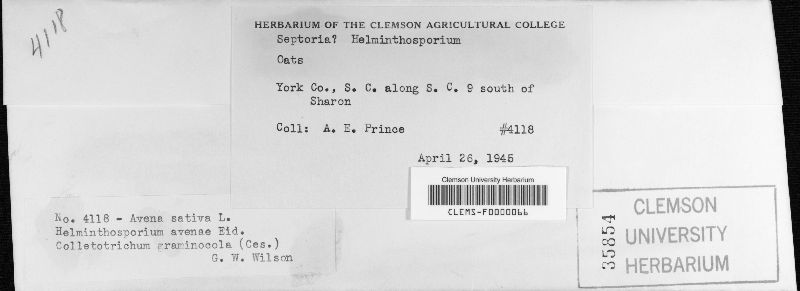 4118
HERBARIUM OF THE CLEMSON AGRICULTURAL COLLEGE
Septoria? Helminthosporium
Oats
York Co., S. C. along S. C. 9 south of
Sharon
Coll: A. E. Prince #4118
April 26, 1945
Clemson University Herbarium
CLEMS-F0000066
No. 4118 - Avena sativa L.
Helminthosporium avenae Eid.
Colletotrichum graminocola (Ces.)
G. W. Wilson
35854
CLEMSON
UNIVERSITY
HERBARIUM